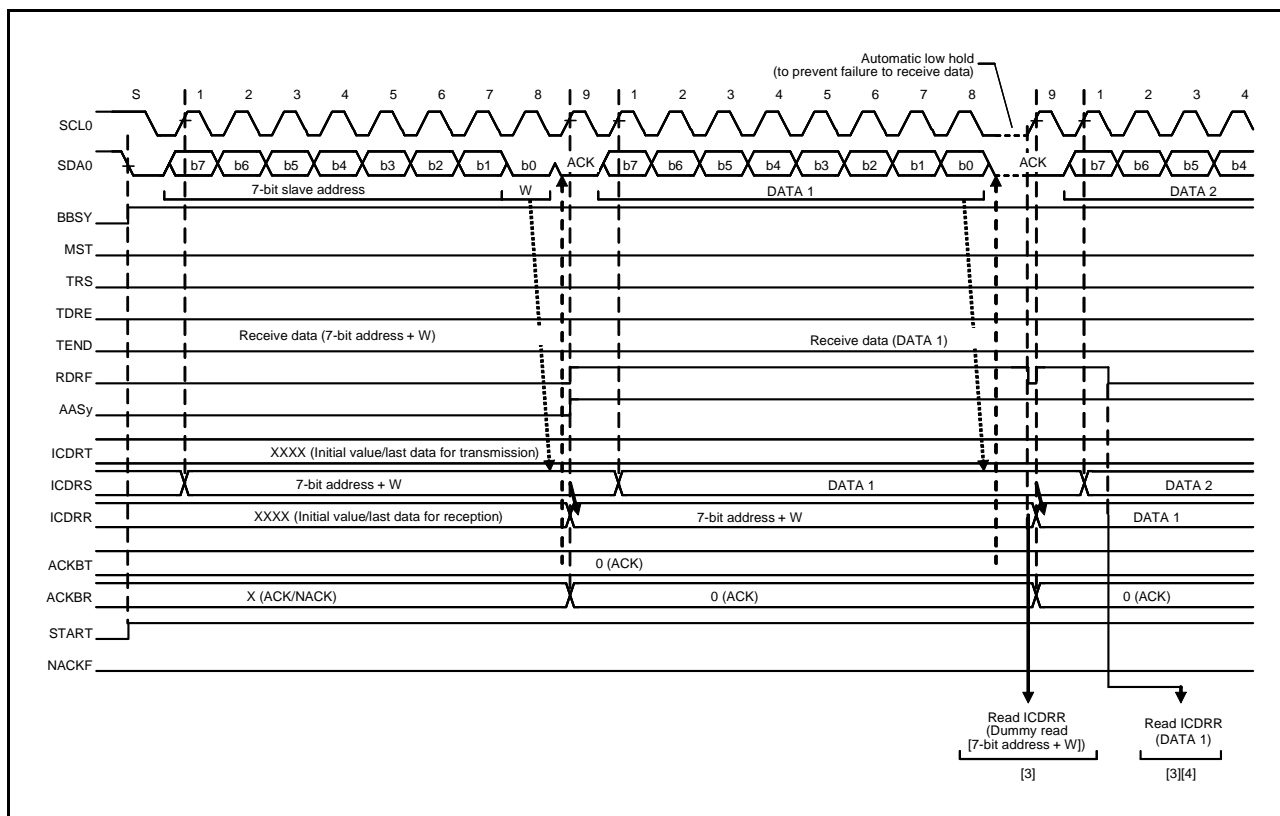 Automatic low hold
(to prevent failure to receive data)
S 1 2 3 4 5 6 7 8 9 1 2 3 4 5 6 7 8 9 1 2 3 4
SCL0
SDA0 b7 b6 b5 b4 b3 b2 b1 b0 ACK b7 b6 b5 b4 b3 b2 b1 b0 ACK b7 b6 b5 b4
7-bit slave address W DATA 1 DATA 2
BBSY
MST
TRS
TDRE
Receive data (7-bit address + W) Receive data (DATA 1)
TEND
RDRF
AASy
ICDRT XXXX (Initial value/last data for transmission)
ICDRS 7-bit address + W DATA 1 DATA 2
ICDRR XXXX (Initial value/last data for reception) 7-bit address + W DATA 1
ACKBT 0 (ACK)
ACKBR X (ACK/NACK) 0 (ACK) 0 (ACK)
START
NACKF
Read ICDRR
(Dummy read
[7-bit address + W])
[3]
Read ICDRR
(DATA 1)
[3][4]